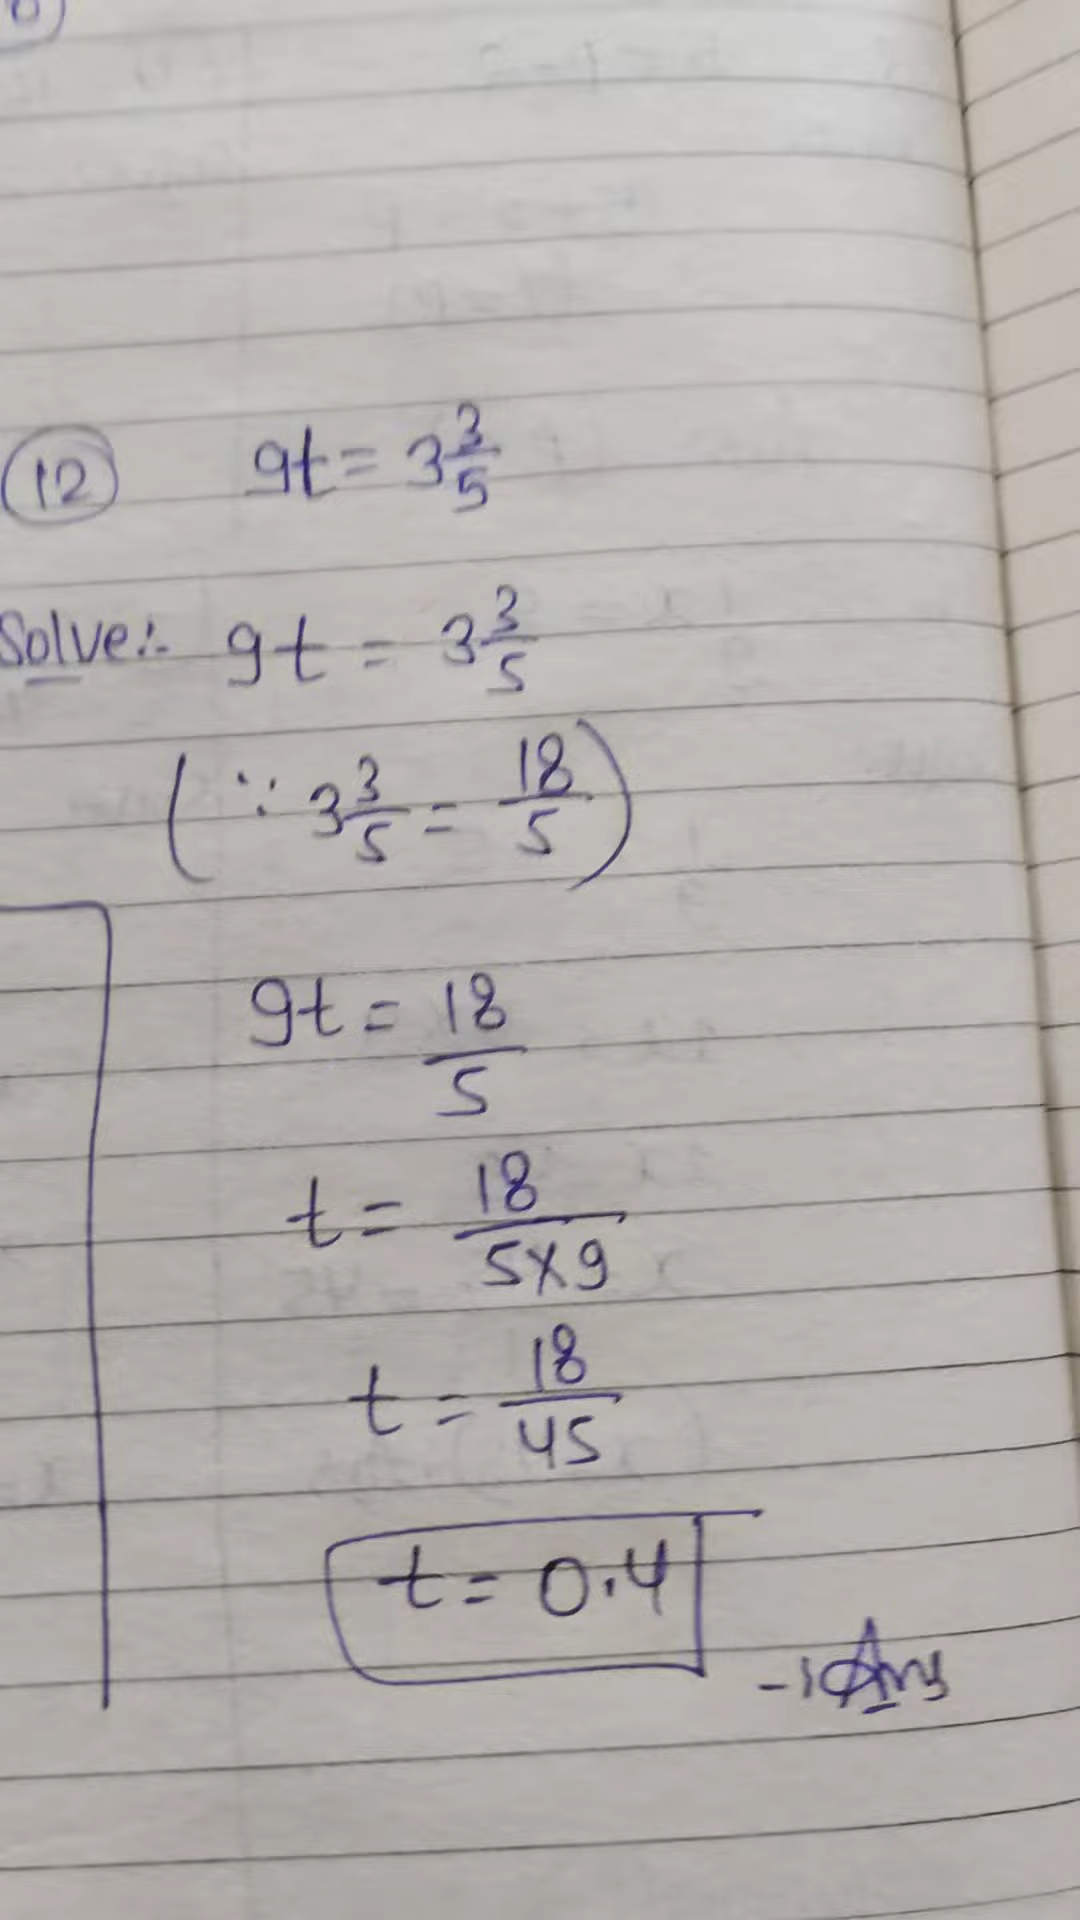 (12) 9t = 3 3/5
Solve:- 9t = 3 3/5
(∵ 3 3/5 = 18/5)
9t = 18/5
t = 18/5×9
t = 18/45
t = 0.4
Ans